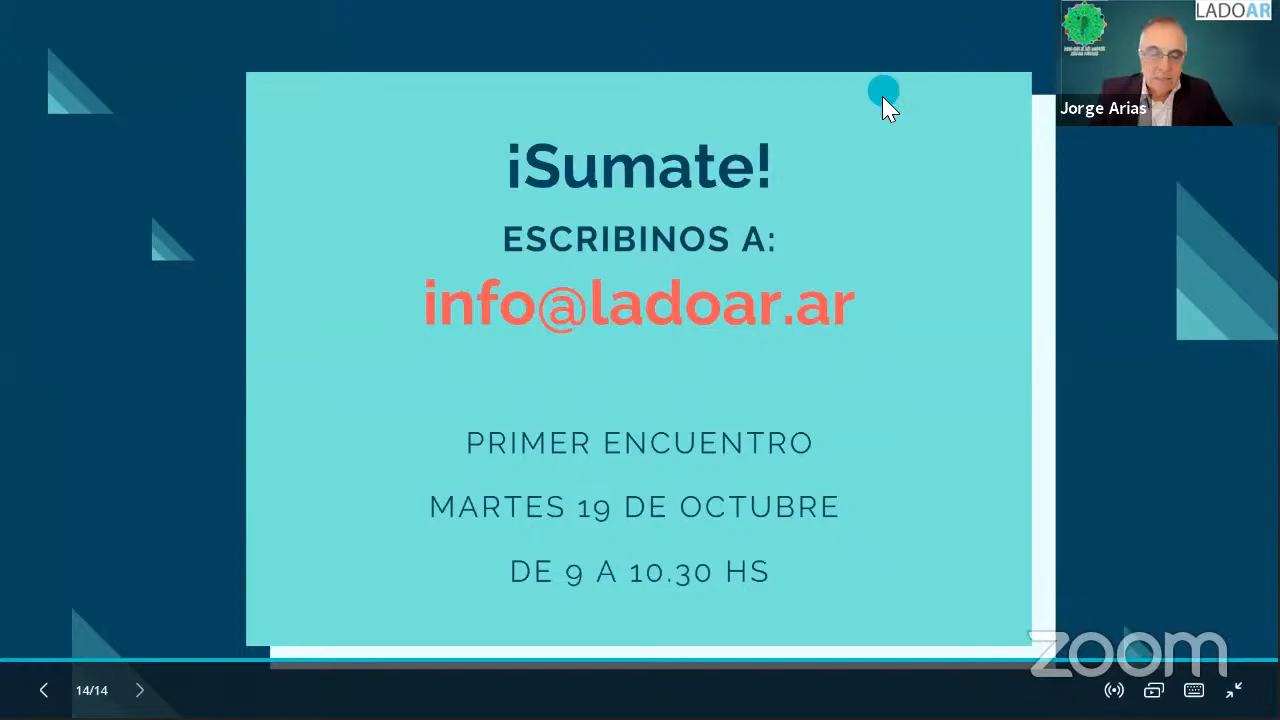 LADOAR
Jorge Arias
¡Sumate!
ESCRIBINOS A:
info@ladoar.ar
PRIMER ENCUENTRO
MARTES 19 DE OCTUBRE
DE 9 A 10.30 HS
zoom
14/14